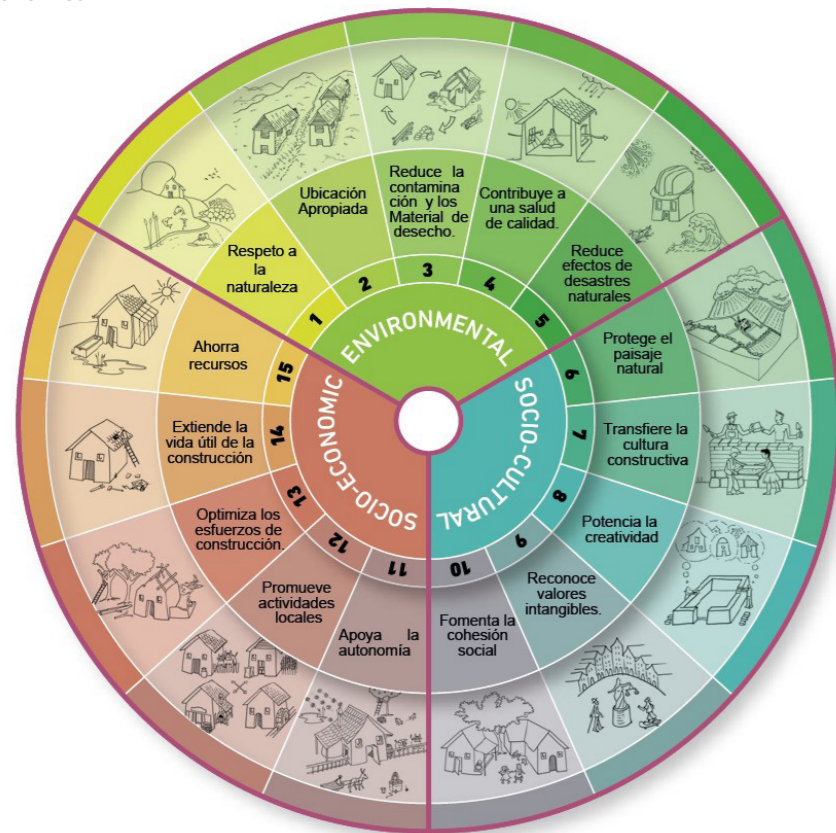 ENVIRONMENTAL
1
Respeto a
la
naturaleza
2
Ubicación
Apropiada
3
Reduce la
contamina
ción y los
Material de
desecho.
4
Contribuye a
una salud
de calidad.
5
Reduce
efectos de
desastres
naturales
SOCIO-CULTURAL
6
Protege el
paisaje
natural
7
Transfiere la
cultura
constructiva
8
Potencia la
creatividad
9
Reconoce
valores
intangibles.
10
Fomenta la
cohesión
social
SOCIO-ECONOMIC
11
Apoya la
autonomía
12
Promueve
actividades
locales
13
Optimiza los
esfuerzos de
construcción.
14
Extiende la
vida útil de la
construcción
15
Ahorra
recursos